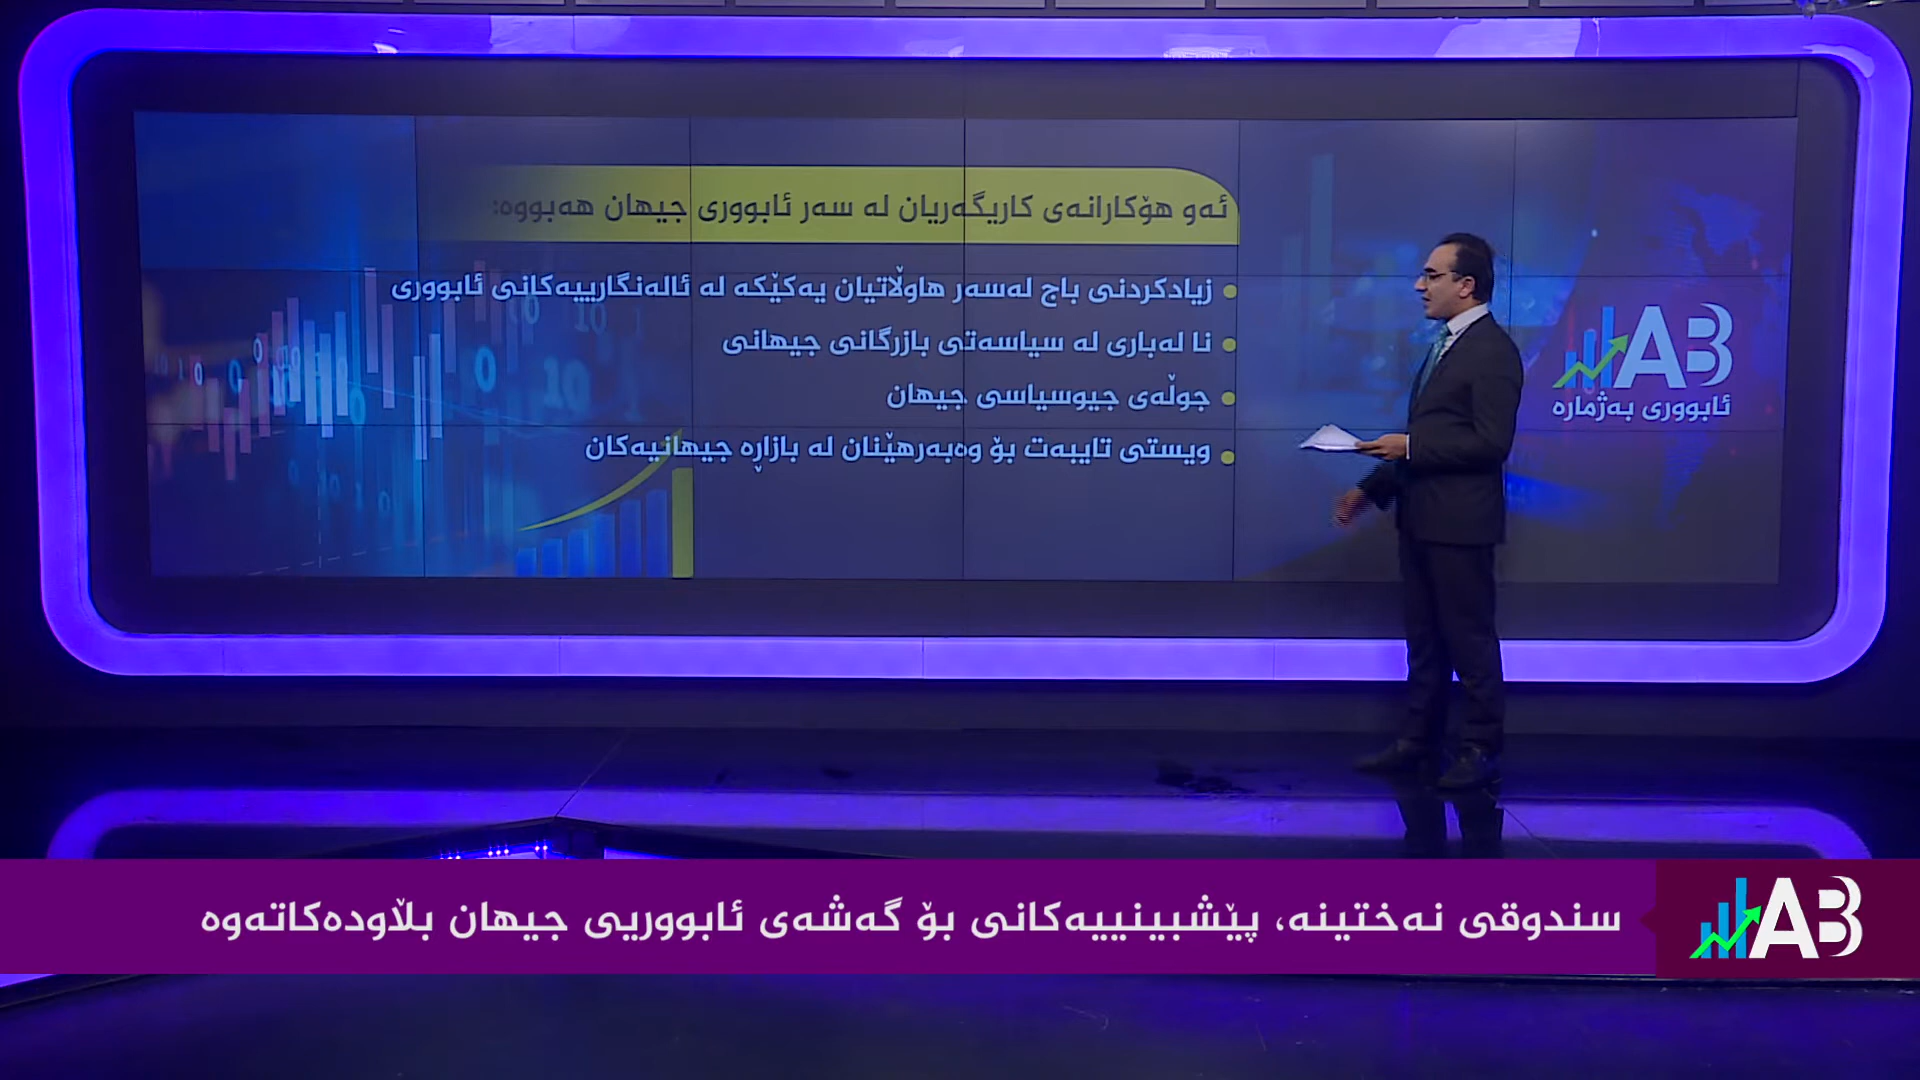 ئەو هۆکارانەی کاریگەریان لە سەر ئابووری جیهان هەبووە:
زیادکردنی باج لەسەر هاوڵاتیان یەکێکە لە ئالەنگارییەکانی ئابووری
نا لەباری لە سیاسەتی بازرگانی جیهانی
جوڵەی جیوسیاسی جیهان
ویستی تایبەت بۆ وەبەرهێنان لە بازاڕە جیهانیەکان
AB
ئابووری بەژمارە
سندوقی نەختینە، پێشبینییەکانی بۆ گەشەی ئابووریی جیهان بڵاودەکاتەوە
AB